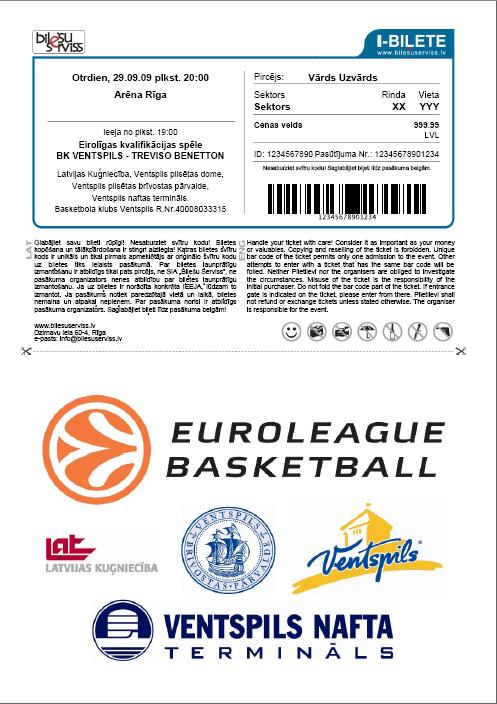 biļesu serviss
I-BILETE
www.bilesuserviss.lv
Otrdien, 29.09.09 plkst. 20:00
Arēna Rīga
Ieeja no plkst. 19:00
Eirolīgas kvalifikācijas spēle
BK VENTSPILS - TREVISO BENETTON
Latvijas Kuģniecība, Ventspils pilsētas dome,
Ventspils pilsētas brīvostas pārvalde,
Ventspils naftas termināls.
Basketbola klubs Ventspils R.Nr.40008033315
Pircējs: Vārds Uzvārds
Sektors Rinda Vieta
Sektors XX YYY
Cenas veids 999.99
LVL
ID: 1234567890 Pasūtījuma Nr.: 12345678901234
Nesaburzīet svītru kodu! Saglabājiet biļeti līdz pasākuma beigām.
12345678901234
LAT
Glabājiet savu biļeti rūpīgi! Nesaburziet svītru kodu! Biļetes
kopēšana un tālākpārdošana ir stingri aizliegta! Katras biļetes svītru
kods ir unikāls un tikai pirmais apmeklētājs ar oriģinālo svītru kodu
uz biļetes tiks ielaists pasākumā. Par biļetes ļaunprātīgu
izmantošanu ir atbildīgs tikai pats pircējs, ne SIA „Biļešu Serviss”, ne
pasākuma organizators nenes atbildību par biļetes ļaunprātīgu
izmantošanu. Ja uz biļetes ir norādīta konkrēta IEEJA, lūdzam to
izmantot. Ja pasākums notiek paredzētajā vietā un laikā, biļetes
nemaina un atpakaļ nepieņem. Par pasākuma norisi ir atbildīgs
pasākuma organizators. Saglabājiet biļeti līdz pasākuma beigām!
www.bilesuserviss.lv
Dzirnavu iela 60-4, Rīga
e-pasts: info@bilesuserviss.lv
ENG
Handle your ticket with care! Consider it as important as your money
or valuables. Copying and reselling of the ticket is forbidden. Unique
bar code of the ticket permits only one admission to the event. Other
attempts to enter with a ticket that has the same bar code will be
foiled. Neither Piletilevi nor the organisers are obliged to investigate
the circumstances. Misuse of the ticket is the responsibility of the
initial purchaser. Do not fold the bar code part of the ticket. If entrance
gate is indicated on the ticket, please enter from there. Piletilevi shall
not refund or exchange tickets unless stated otherwise. The organiser
is responsible for the event.
EUROLEAGUE
BASKETBALL
Lat
LATVIJAS KUĢNIECĪBA
VENTSPILS
BRĪVOSTAS PĀRVALDE
Ventspils®
VENTSPILS NAFTA
TERMINĀLS